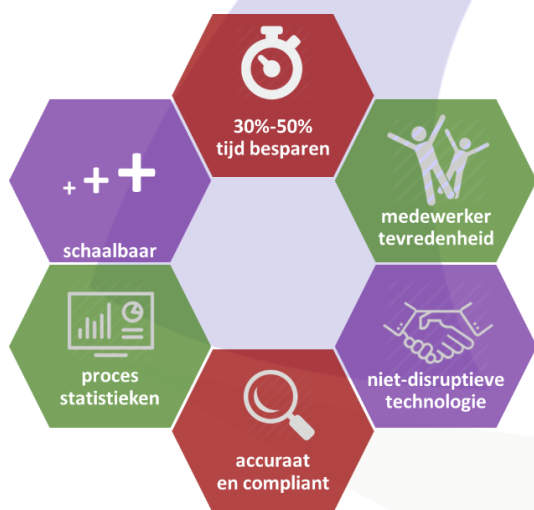 30%-50%
tijd besparen
medewerker
tevredenheid
niet-disruptieve
technologie
accuraat
en compliant
proces
statistieken
schaalbaar